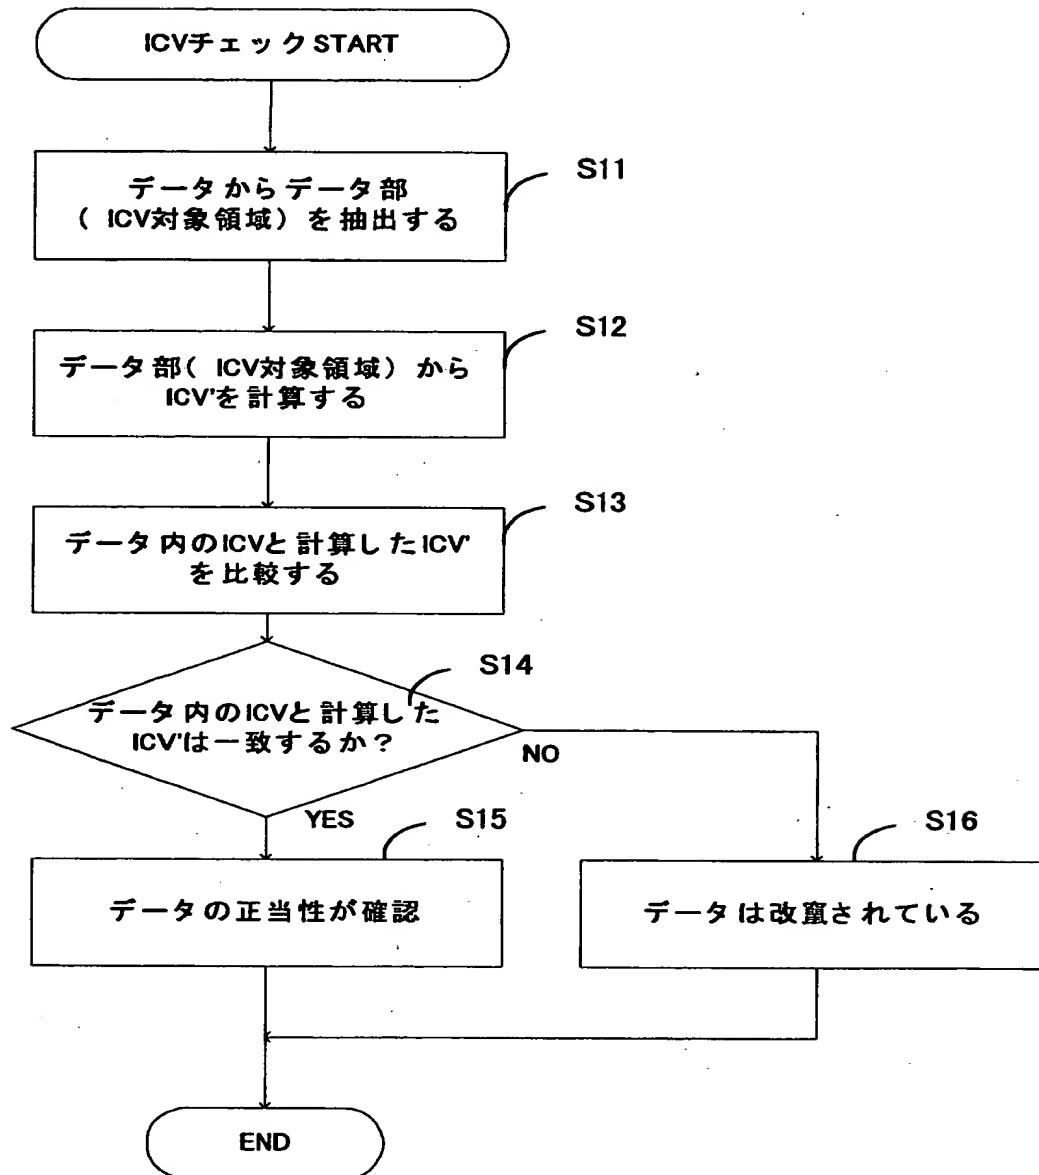 ICVチェックSTART
S11
データからデータ部
(ICV対象領域)を抽出する
S12
データ部(ICV対象領域)から
ICV'を計算する
S13
データ内のICVと計算したICV'
を比較する
S14
データ内のICVと計算した
ICV'は一致するか?
NO
YES
S15
S16
データの正当性が確認
データは改竄されている
END